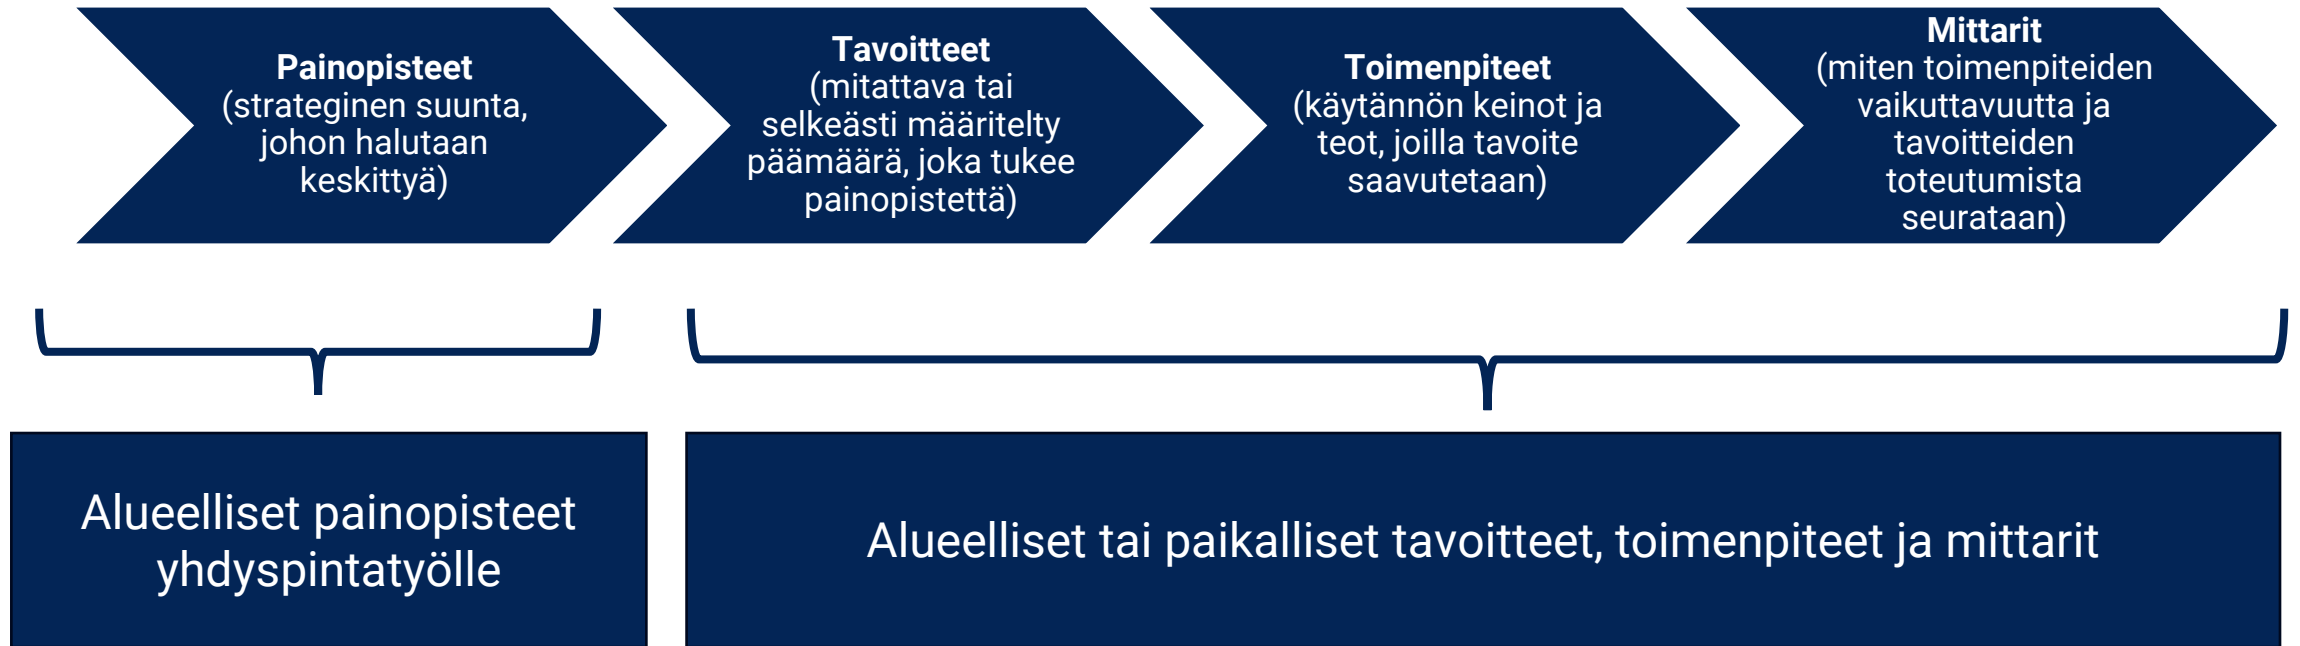 Painopisteet
(strateginen suunta,
johon halutaan
keskittyä)
Tavoitteet
(mitattava tai
selkeästi määritelty
päämäärä, joka tukee
painopistettä)
Toimenpiteet
(käytännön keinot ja
teot, joilla tavoite
saavutetaan)
Mittarit
(miten toimenpiteiden
vaikuttavuutta ja
tavoitteiden
toteutumista
seurataan)
Alueelliset painopisteet
yhdyspintatyölle
Alueelliset tai paikalliset tavoitteet, toimenpiteet ja mittarit